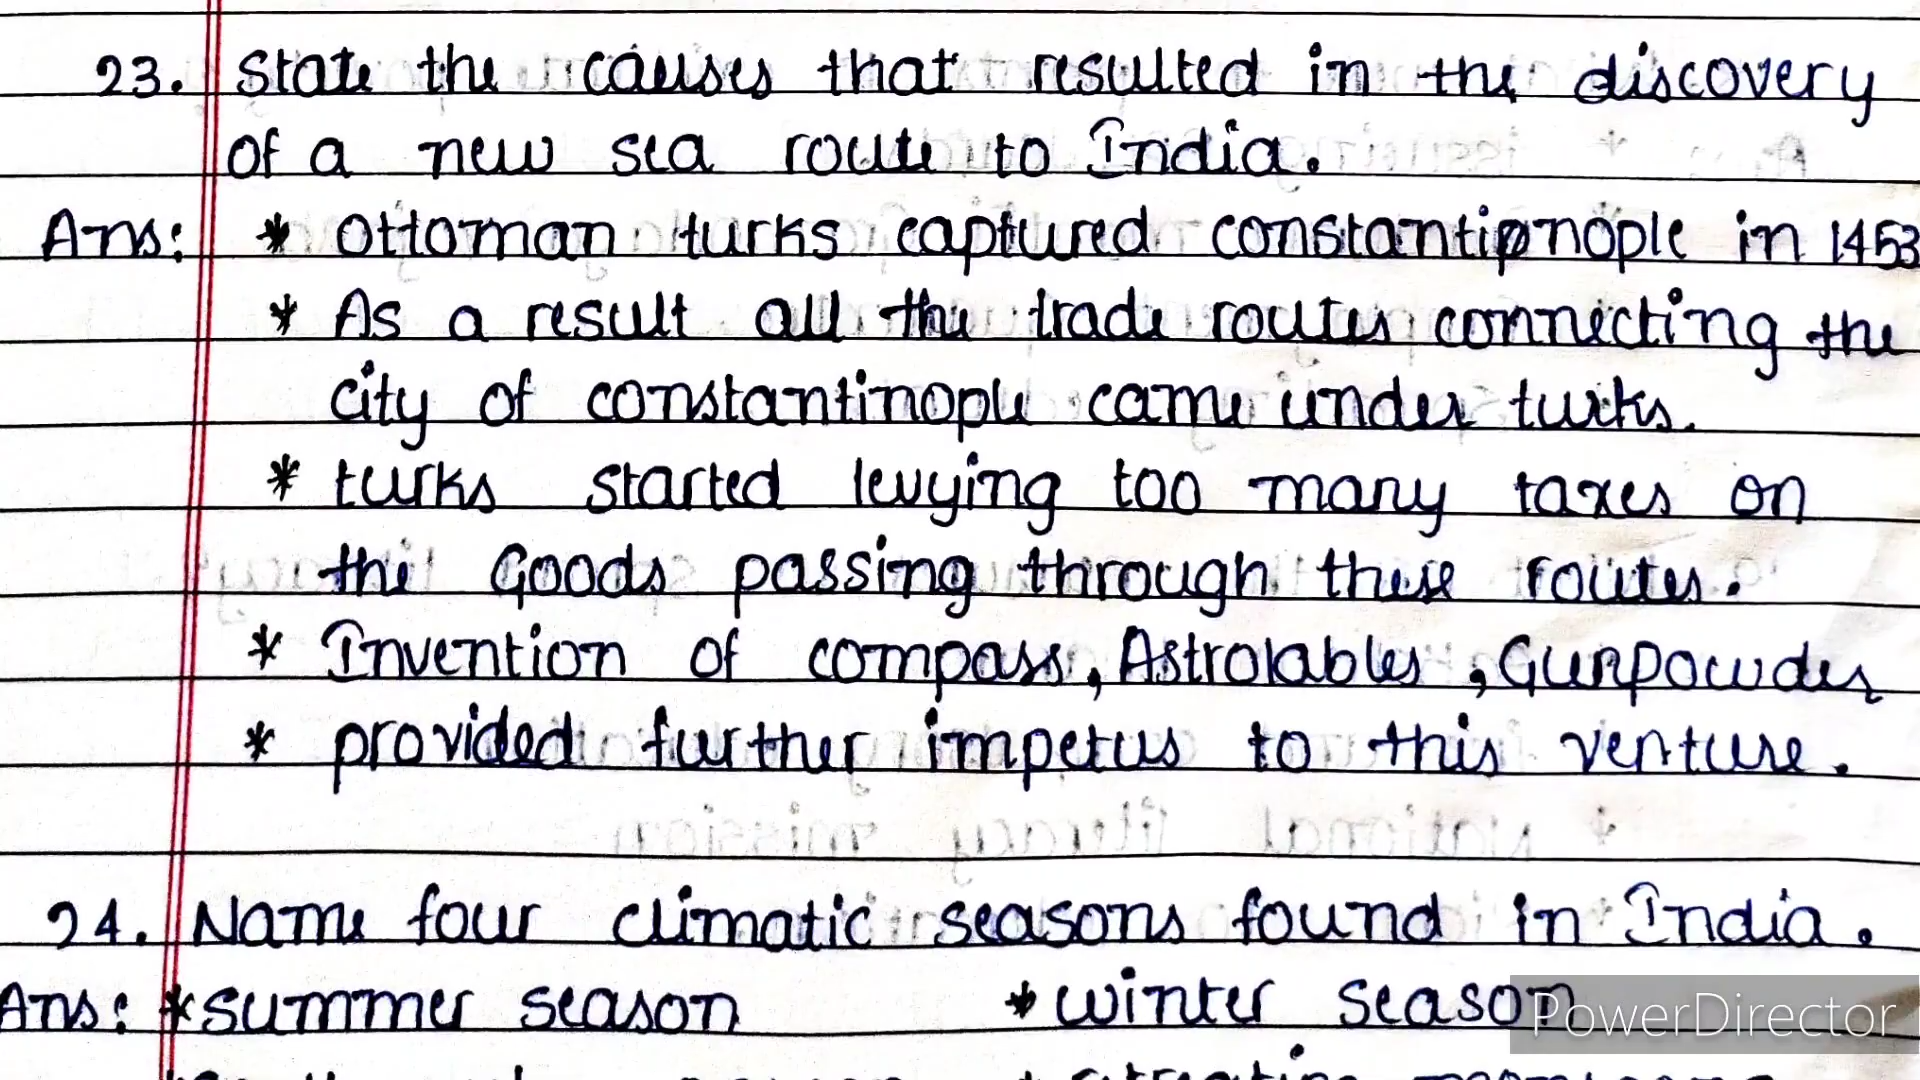 23. State the causes that resulted in the discovery
of a new sea route to India.
Ans: * Ottoman turks captured constantinople in 1453
* As a result all the trade routes connecting the
city of constantinople came under turks.
* turks started levying too many taxes on
the Goods passing through these routes.
* Invention of compass, Astrolables, Gunpowder
* provided further impetus to this venture.
24. Name four climatic seasons found in India.
Ans: * summer season * winter season
PowerDirector